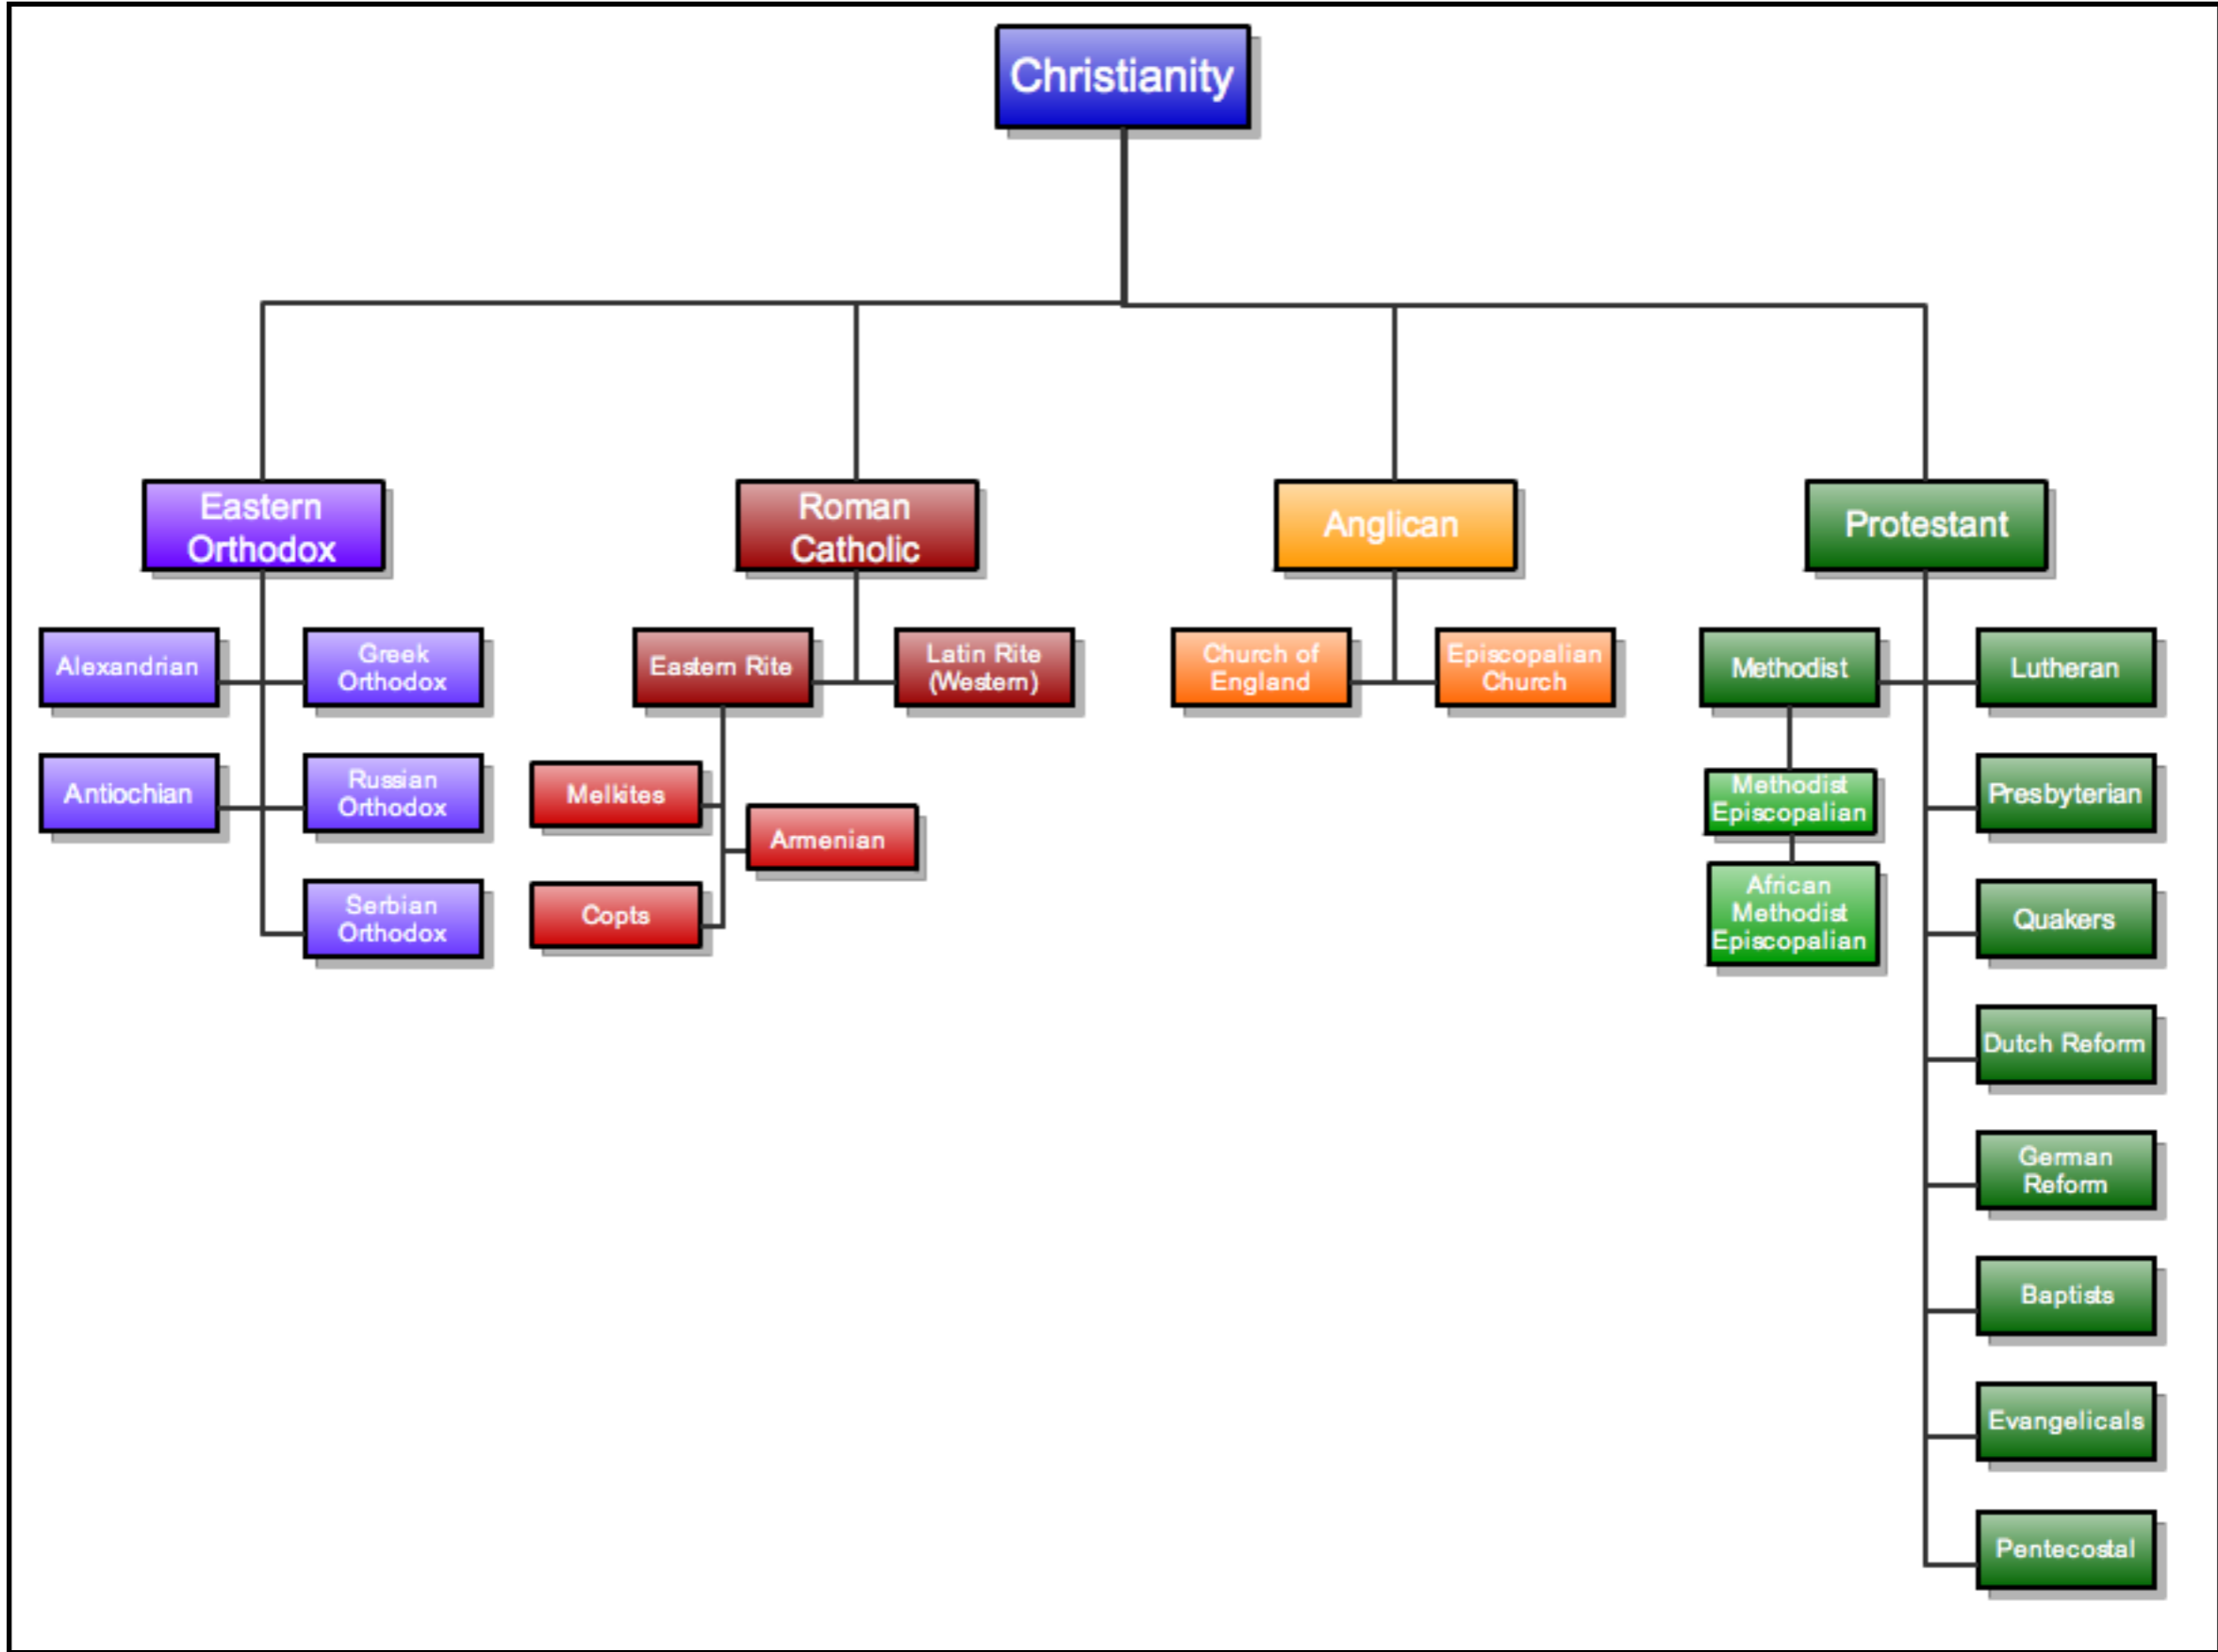 Christianity
Eastern
Orthodox
Roman
Catholic
Anglican
Protestant
Alexandrian
Greek
Orthodox
Antiochian
Russian
Orthodox
Serbian
Orthodox
Eastern Rite
Latin Rite
(Western)
Melkites
Armenian
Copts
Church of
England
Episcopalian
Church
Methodist
Methodist
Episcopalian
African
Methodist
Episcopalian
Lutheran
Presbyterian
Quakers
Dutch Reform
German
Reform
Baptists
Evangelicals
Pentecostal